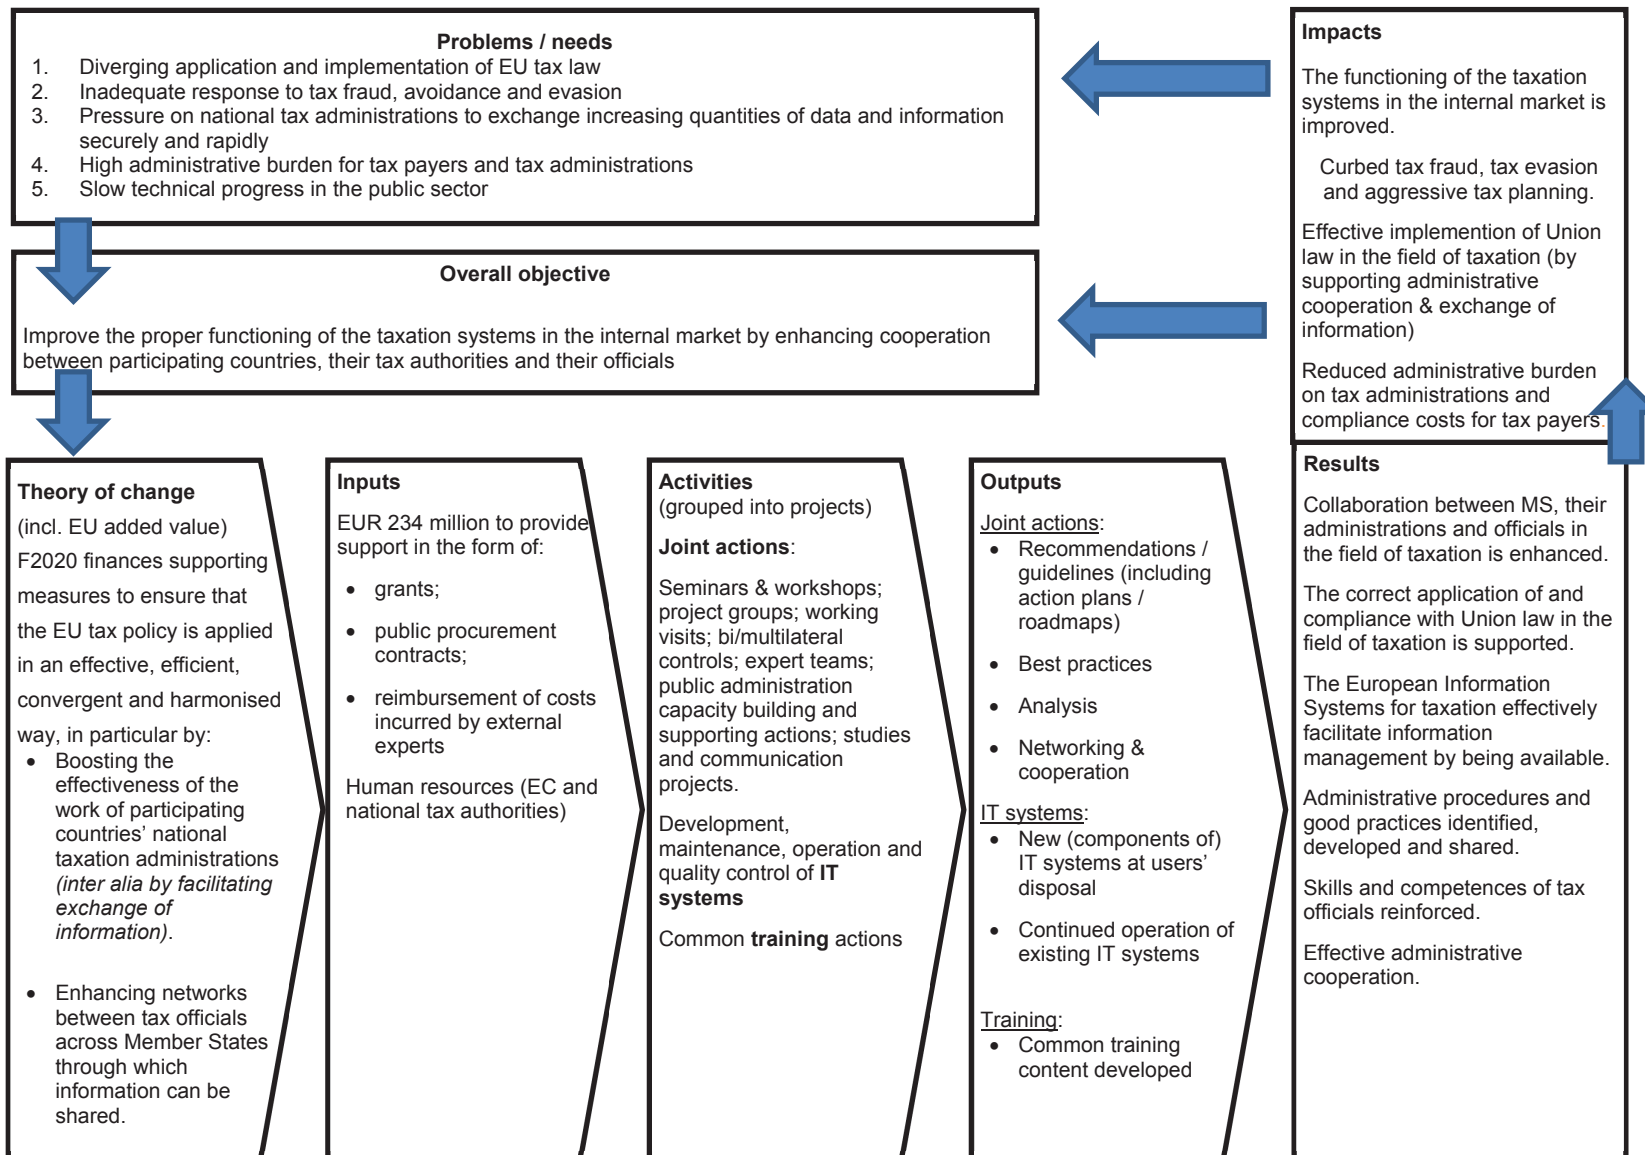 Problems / needs
1. Diverging application and implementation of EU tax law
2. Inadequate response to tax fraud, avoidance and evasion
3. Pressure on national tax administrations to exchange increasing quantities of data and information
securely and rapidly
4. High administrative burden for tax payers and tax administrations
5. Slow technical progress in the public sector
Overall objective
Improve the proper functioning of the taxation systems in the internal market by enhancing cooperation
between participating countries, their tax authorities and their officials
Impacts
The functioning of the taxation
systems in the internal market is
improved.
Curbed tax fraud, tax evasion
and aggressive tax planning.
Effective implemention of Union
law in the field of taxation (by
supporting administrative
cooperation & exchange of
information)
Reduced administrative burden
on tax administrations and
compliance costs for tax payers.
Theory of change
(incl. EU added value)
F2020 finances supporting
measures to ensure that
the EU tax policy is applied
in an effective, efficient,
convergent and harmonised
way, in particular by:
• Boosting the
effectiveness of the
work of participating
countries' national
taxation administrations
(inter alia by facilitating
exchange of
information).
• Enhancing networks
between tax officials
across Member States
through which
information can be
shared.
Inputs
EUR 234 million to provide
support in the form of:
• grants;
• public procurement
contracts;
• reimbursement of costs
incurred by external
experts
Human resources (EC and
national tax authorities)
Activities
(grouped into projects)
Joint actions:
Seminars & workshops;
project groups; working
visits; bi/multilateral
controls; expert teams;
public administration
capacity building and
supporting actions; studies
and communication
projects.
Development,
maintenance, operation and
quality control of IT
systems
Common training actions
Outputs
Joint actions:
• Recommendations /
guidelines (including
action plans /
roadmaps)
• Best practices
• Analysis
• Networking &
cooperation
IT systems:
• New (components of)
IT systems at users'
disposal
• Continued operation of
existing IT systems
Training:
• Common training
content developed
Results
Collaboration between MS, their
administrations and officials in
the field of taxation is enhanced.
The correct application of and
compliance with Union law in the
field of taxation is supported.
The European Information
Systems for taxation effectively
facilitate information
management by being available.
Administrative procedures and
good practices identified,
developed and shared.
Skills and competences of tax
officials reinforced.
Effective administrative
cooperation.